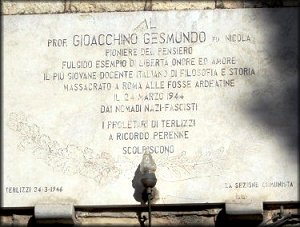 AL
PROF. GIOACCHINO GESMUNDO FU NICOLA
PIONIERE DEL PENSIERO
FULGIDO ESEMPIO DI LIBERTA ONORE ED AMORE
IL PIÙ GIOVANE DOCENTE ITALIANO DI FILOSOFIA E STORIA
MASSACRATO A ROMA ALLE FOSSE ARDEATINE
IL 24 MARZO 1944
DAI NOMADI NAZI-FASCISTI
I PROLETARI DI TERLIZZI
A RICORDO PERENNE
SCOLPISCONO
TERLIZZI 24-3-1946
LA SEZIONE COMUNISTA